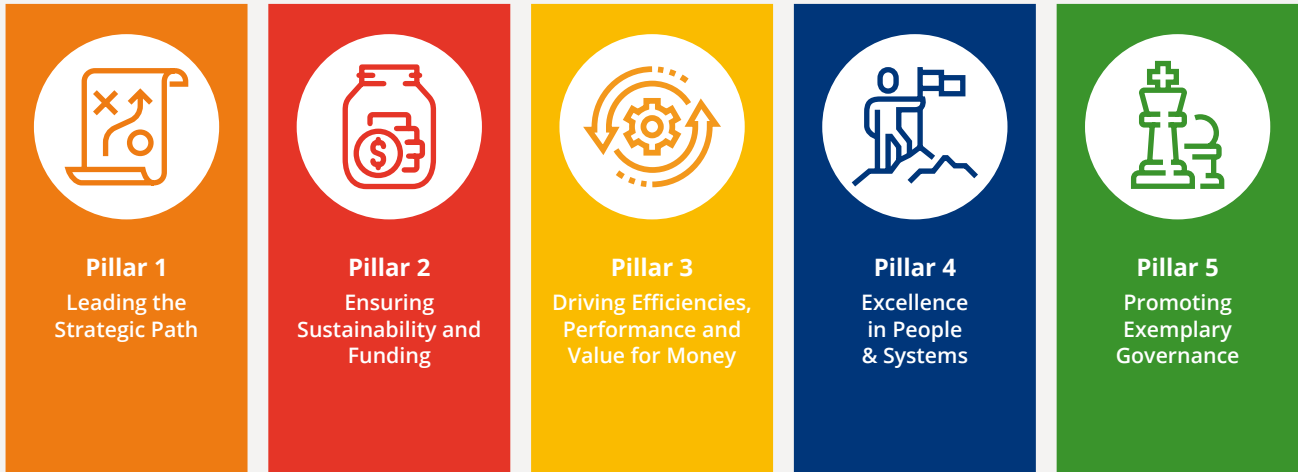 Pillar 1
Leading the
Strategic Path
Pillar 2
Ensuring
Sustainability and
Funding
Pillar 3
Driving Efficiencies,
Performance and
Value for Money
Pillar 4
Excellence
in People
& Systems
Pillar 5
Promoting
Exemplary
Governance